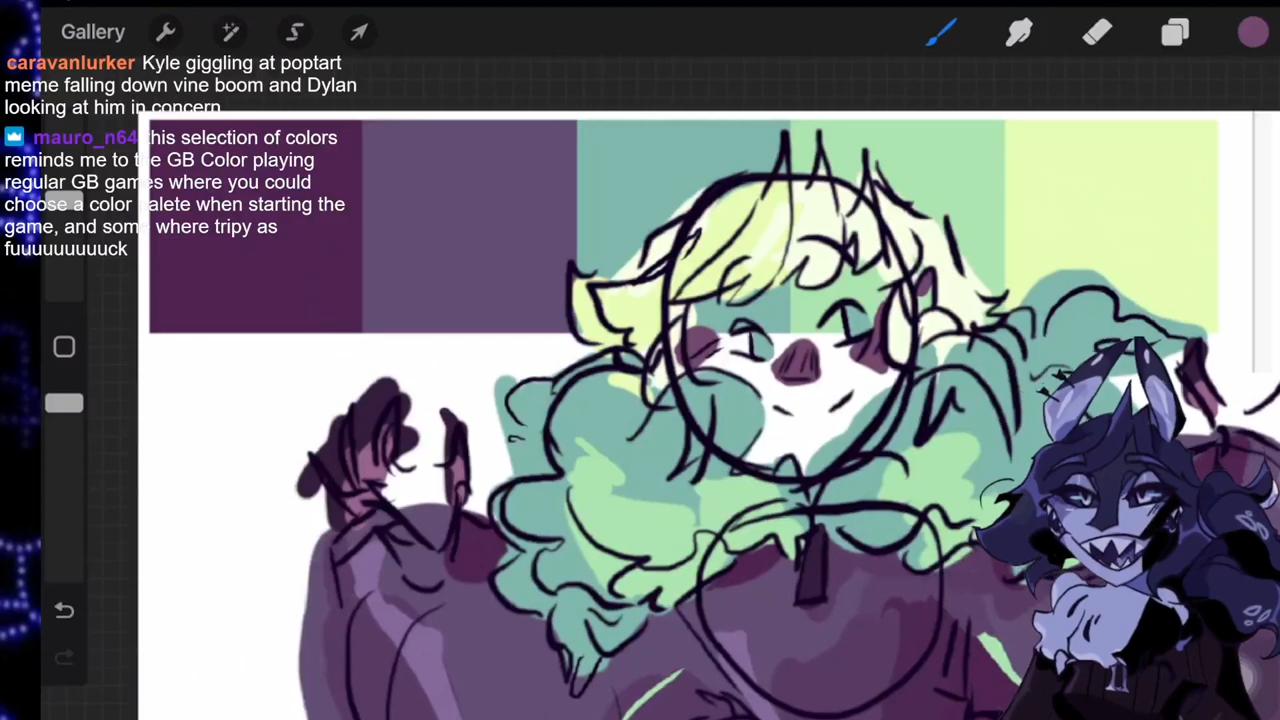 Gallery
caravanlurker Kyle giggling at poptart
meme falling down vine boom and Dylan
looking at him in concern
mauro_n64 this selection of colors
reminds me to the GB Color playing
regular GB games where you could
choose a color palete when starting the
game, and some where tripy as
fuuuuuuuuuck